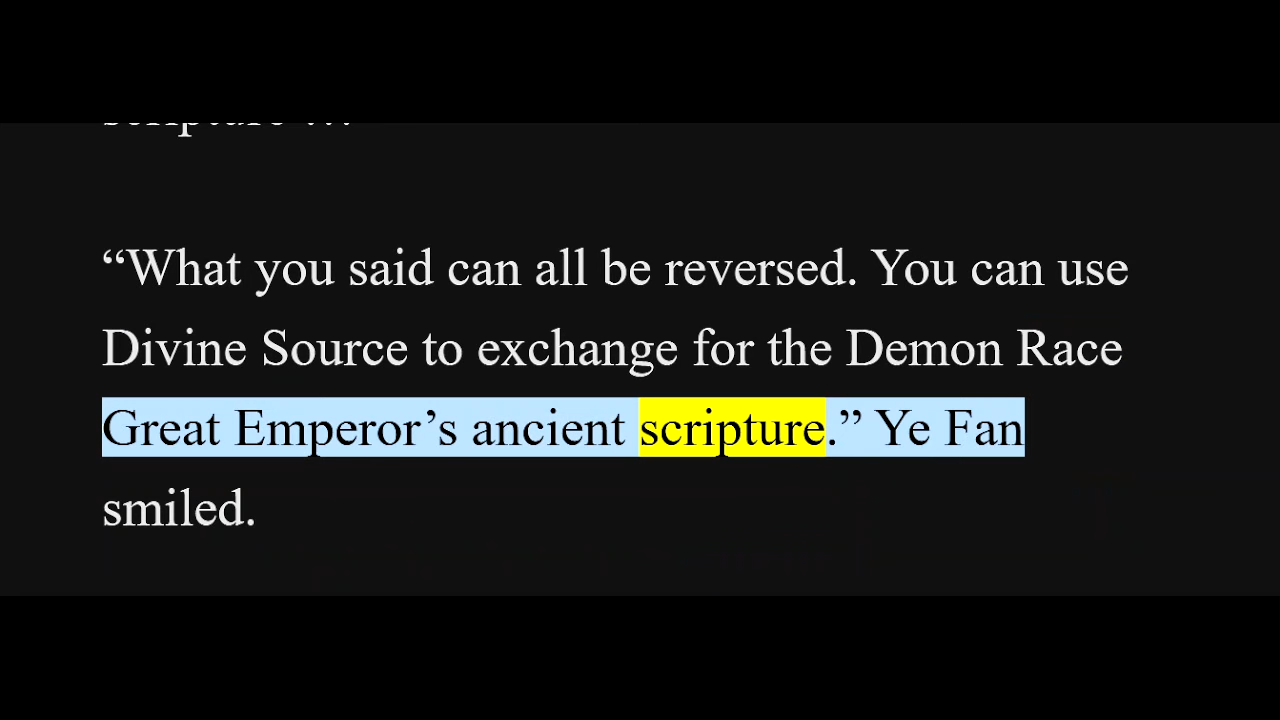 scripture …
“What you said can all be reversed. You can use
Divine Source to exchange for the Demon Race
Great Emperor’s ancient scripture.” Ye Fan
smiled.